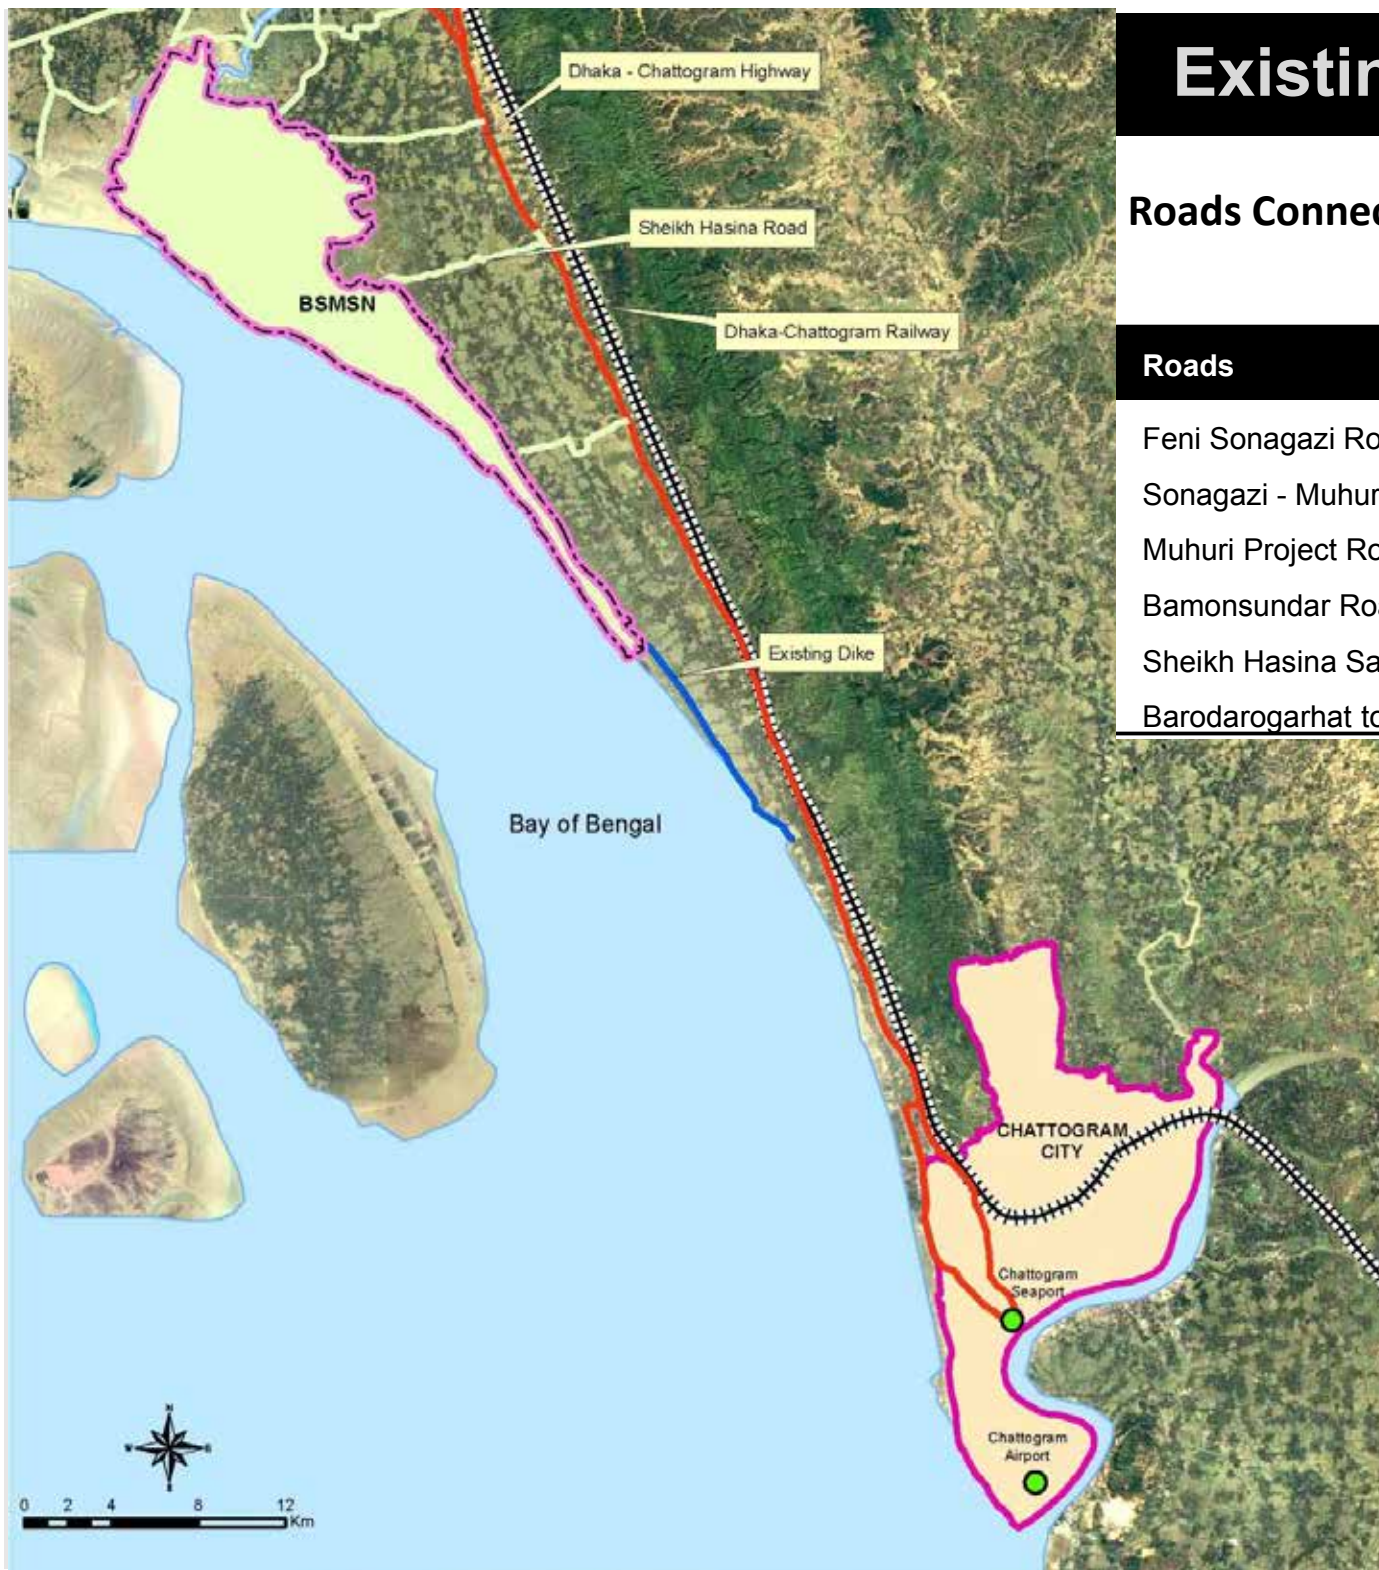 Existin
Roads Connec
Roads
Feni Sonagazi Ro
Sonagazi - Muhur
Muhuri Project Ro
Bamonsundar Roa
Sheikh Hasina Sa
Barodarogarhat to
Dhaka - Chattogram Highway
Sheikh Hasina Road
BSMSN
Dhaka-Chattogram Railway
Existing Dike
Bay of Bengal
CHATTOGRAM
CITY
Chattogram
Seaport
Chattogram
Airport
N
W E
S
0 2 4 8 12
Km